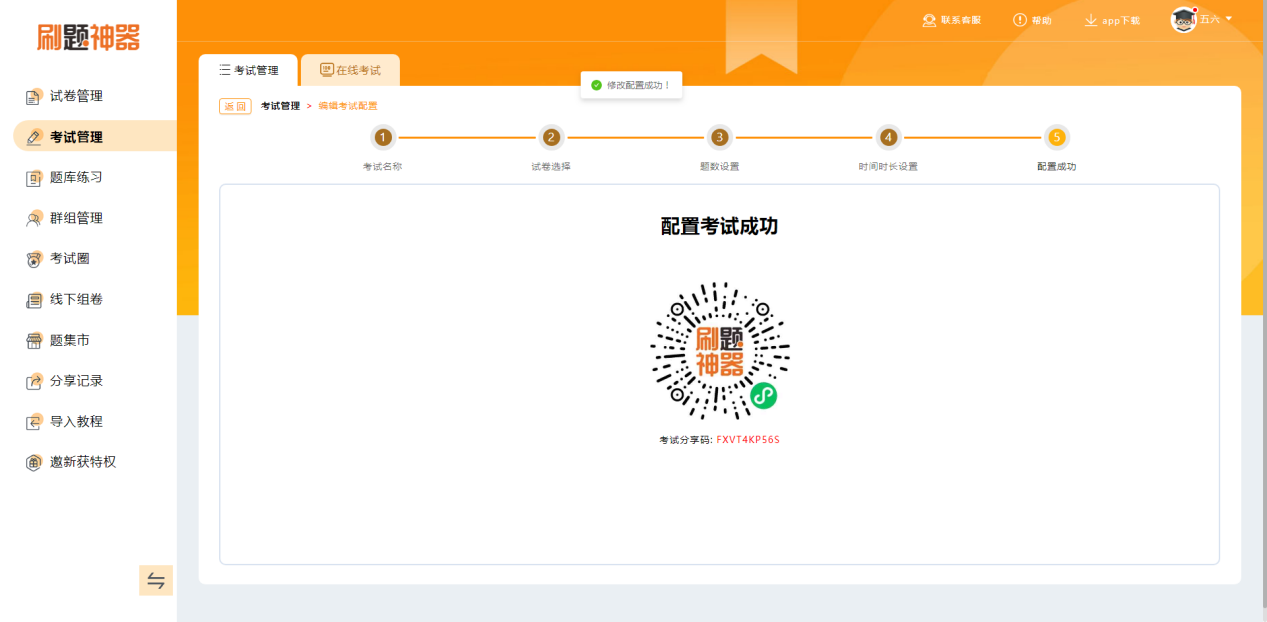 刷题神器
联系客服
帮助
app下载
五六
试卷管理
考试管理
题库练习
群组管理
考试圈
线下组卷
题集市
分享记录
导入教程
邀新获特权
考试管理
在线考试
修改配置成功！
返回 考试管理 > 编辑考试配置
1 2 3 4 5
考试名称 试卷选择 题数设置 时间时长设置 配置成功
配置考试成功
刷题
神器
考试分享码: FXVT4KP56S